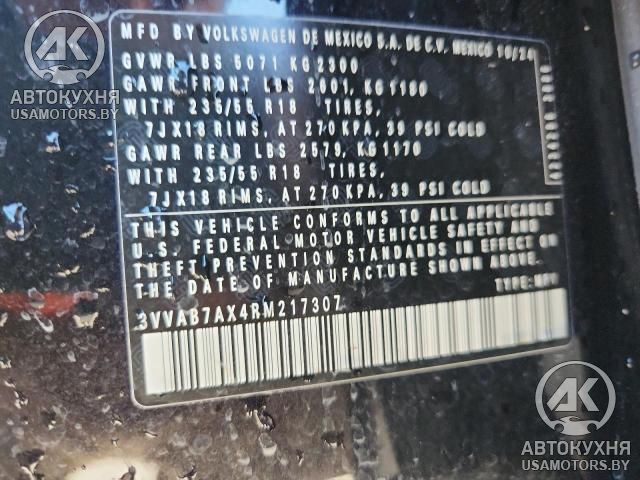 MFD BY VOLKSWAGEN DE MEXICO S.A. DE C.V. MEXICO 10/24
GVWR LBS 5071 KG 2300
GAWR FRONT LBS 2601, KG 1180
WITH 235/55 R18 TIRES,
7JX18 RIMS, AT 270 KPA, 39 PSI COLD
GAWR REAR LBS 2579, KG 1170
WITH 235/55 R18 TIRES,
7JX18 RIMS, AT 270 KPA, 39 PSI COLD
THIS VEHICLE CONFORMS TO ALL APPLICABLE
U.S. FEDERAL MOTOR VEHICLE SAFETY AND
THEFT PREVENTION STANDARDS IN EFFECT ON
THE DATE OF MANUFACTURE SHOWN ABOVE.
TYPE: MPV
3VVAB7AX4RM217307
AK
АВТОКУХНЯ
USAMOTORS.BY
AK
АВТОКУХНЯ
USAMOTORS.BY